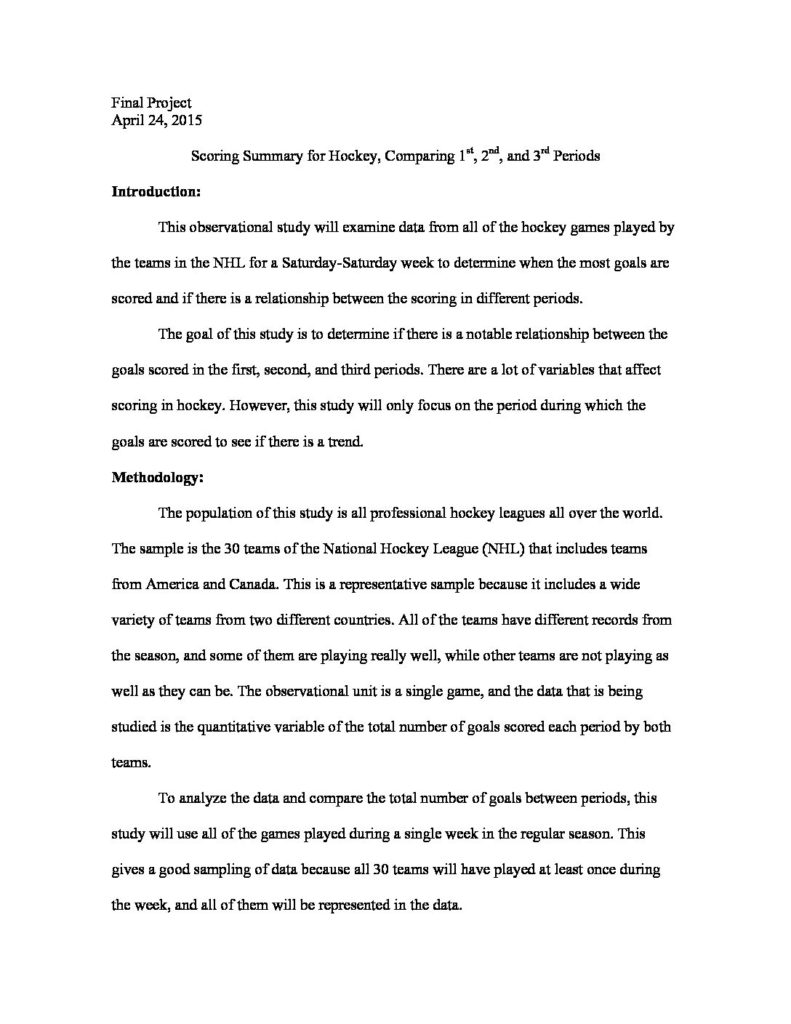 Final Project
April 24, 2015
Scoring Summary for Hockey, Comparing 1st, 2nd, and 3rd Periods
Introduction:
This observational study will examine data from all of the hockey games played by
the teams in the NHL for a Saturday-Saturday week to determine when the most goals are
scored and if there is a relationship between the scoring in different periods.
The goal of this study is to determine if there is a notable relationship between the
goals scored in the first, second, and third periods. There are a lot of variables that affect
scoring in hockey. However, this study will only focus on the period during which the
goals are scored to see if there is a trend.
Methodology:
The population of this study is all professional hockey leagues all over the world.
The sample is the 30 teams of the National Hockey League (NHL) that includes teams
from America and Canada. This is a representative sample because it includes a wide
variety of teams from two different countries. All of the teams have different records from
the season, and some of them are playing really well, while other teams are not playing as
well as they can be. The observational unit is a single game, and the data that is being
studied is the quantitative variable of the total number of goals scored each period by both
teams.
To analyze the data and compare the total number of goals between periods, this
study will use all of the games played during a single week in the regular season. This
gives a good sampling of data because all 30 teams will have played at least once during
the week, and all of them will be represented in the data.